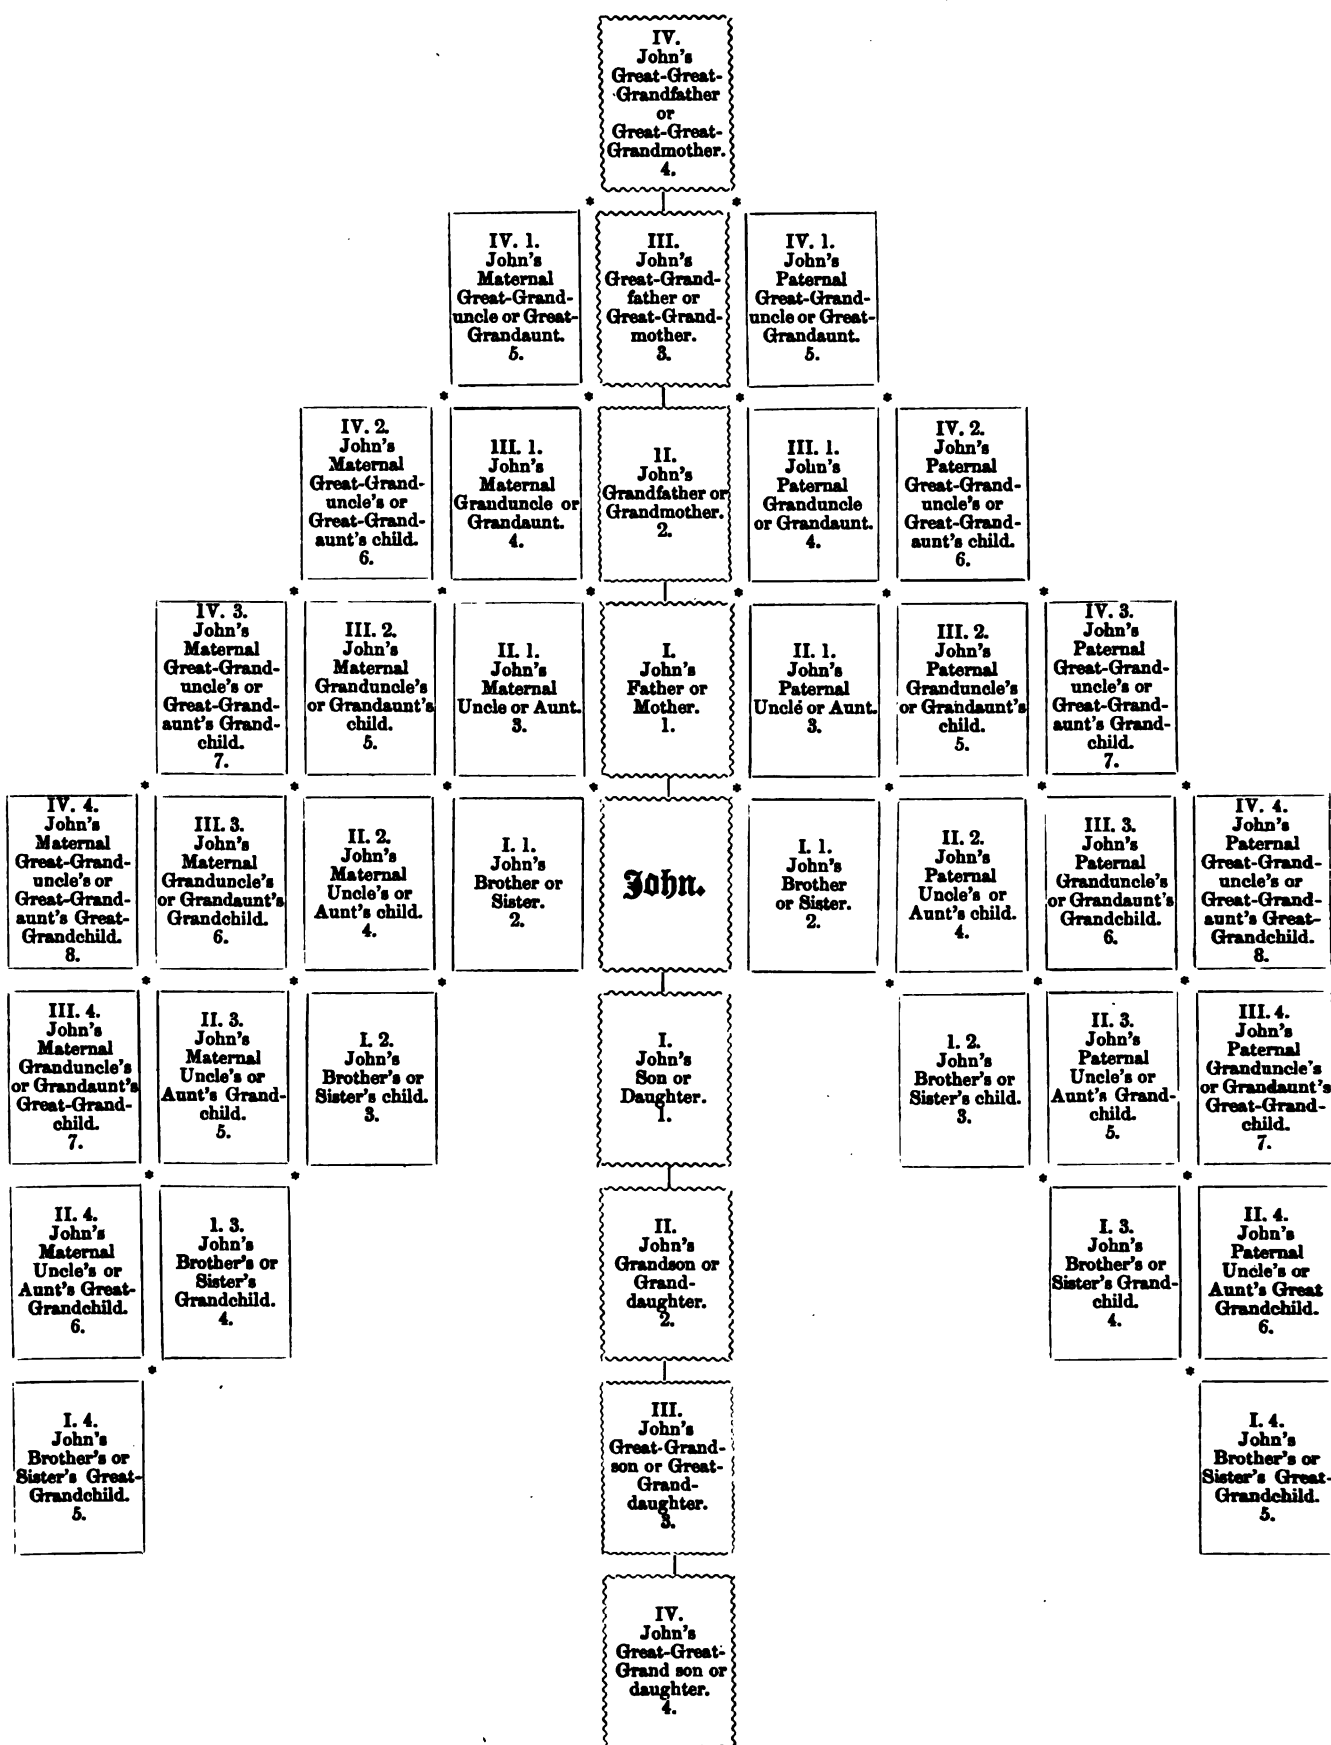 IV.
John's
Great-Great-
Grandfather
or
Great-Great-
Grandmother.
4.
IV. 1.
John's
Maternal
Great-Grand-
uncle or Great-
Grandaunt.
5.
III.
John's
Great-Grand-
father or
Great-Grand-
mother.
3.
IV. 1.
John's
Paternal
Great-Grand-
uncle or Great-
Grandaunt.
5.
IV. 2.
John's
Maternal
Great-Grand-
uncle's or
Great-Grand-
aunt's child.
6.
III. 1.
John's
Maternal
Granduncle or
Grandaunt.
4.
II.
John's
Grandfather or
Grandmother.
2.
III. 1.
John's
Paternal
Granduncle
or Grandaunt.
4.
IV. 2.
John's
Paternal
Great-Grand-
uncle's or
Great-Grand-
aunt's child.
6.
IV. 3.
John's
Maternal
Great-Grand-
uncle's or
Great-Grand-
aunt's Grand-
child.
7.
III. 2.
John's
Maternal
Granduncle's
or Grandaunt's
child.
5.
II. 1.
John's
Maternal
Uncle or Aunt.
3.
I.
John's
Father or
Mother.
1.
II. 1.
John's
Paternal
Uncle or Aunt.
3.
III. 2.
John's
Paternal
Granduncle's
or Grandaunt's
child.
5.
IV. 3.
John's
Paternal
Great-Grand-
uncle's or
Great-Grand-
aunt's Grand-
child.
7.
IV. 4.
John's
Maternal
Great-Grand-
uncle's or
Great-Grand-
aunt's Great-
Grandchild.
8.
III. 3.
John's
Maternal
Granduncle's
or Grandaunt's
Grandchild.
6.
II. 2.
John's
Maternal
Uncle's or
Aunt's child.
4.
I. 1.
John's
Brother or
Sister.
2.
John.
I. 1.
John's
Brother
or Sister.
2.
II. 2.
John's
Paternal
Uncle's or
Aunt's child.
4.
III. 3.
John's
Paternal
Granduncle's
or Grandaunt's
Grandchild.
6.
IV. 4.
John's
Paternal
Great-Grand-
uncle's or
Great-Grand-
aunt's Great-
Grandchild.
8.
III. 4.
John's
Maternal
Granduncle's
or Grandaunt's
Great-Grand-
child.
7.
II. 3.
John's
Maternal
Uncle's or
Aunt's Grand-
child.
5.
I. 2.
John's
Brother's or
Sister's child.
3.
I.
John's
Son or
Daughter.
1.
I. 2.
John's
Brother's or
Sister's child.
3.
II. 3.
John's
Paternal
Uncle's or
Aunt's Grand-
child.
5.
III. 4.
John's
Paternal
Granduncle's
or Grandaunt's
Great-Grand-
child.
7.
II. 4.
John's
Maternal
Uncle's or
Aunt's Great-
Grandchild.
6.
I. 3.
John's
Brother's or
Sister's
Grandchild.
4.
II.
John's
Grandson or
Grand-
daughter.
2.
I. 3.
John's
Brother's or
Sister's Grand-
child.
4.
II. 4.
John's
Paternal
Uncle's or
Aunt's Great
Grandchild.
6.
I. 4.
John's
Brother's or
Sister's Great-
Grandchild.
5.
III.
John's
Great-Grand-
son or Great-
Grand-
daughter.
3.
I. 4.
John's
Brother's or
Sister's Great-
Grandchild.
5.
IV.
John's
Great-Great-
Grand son or
daughter.
4.